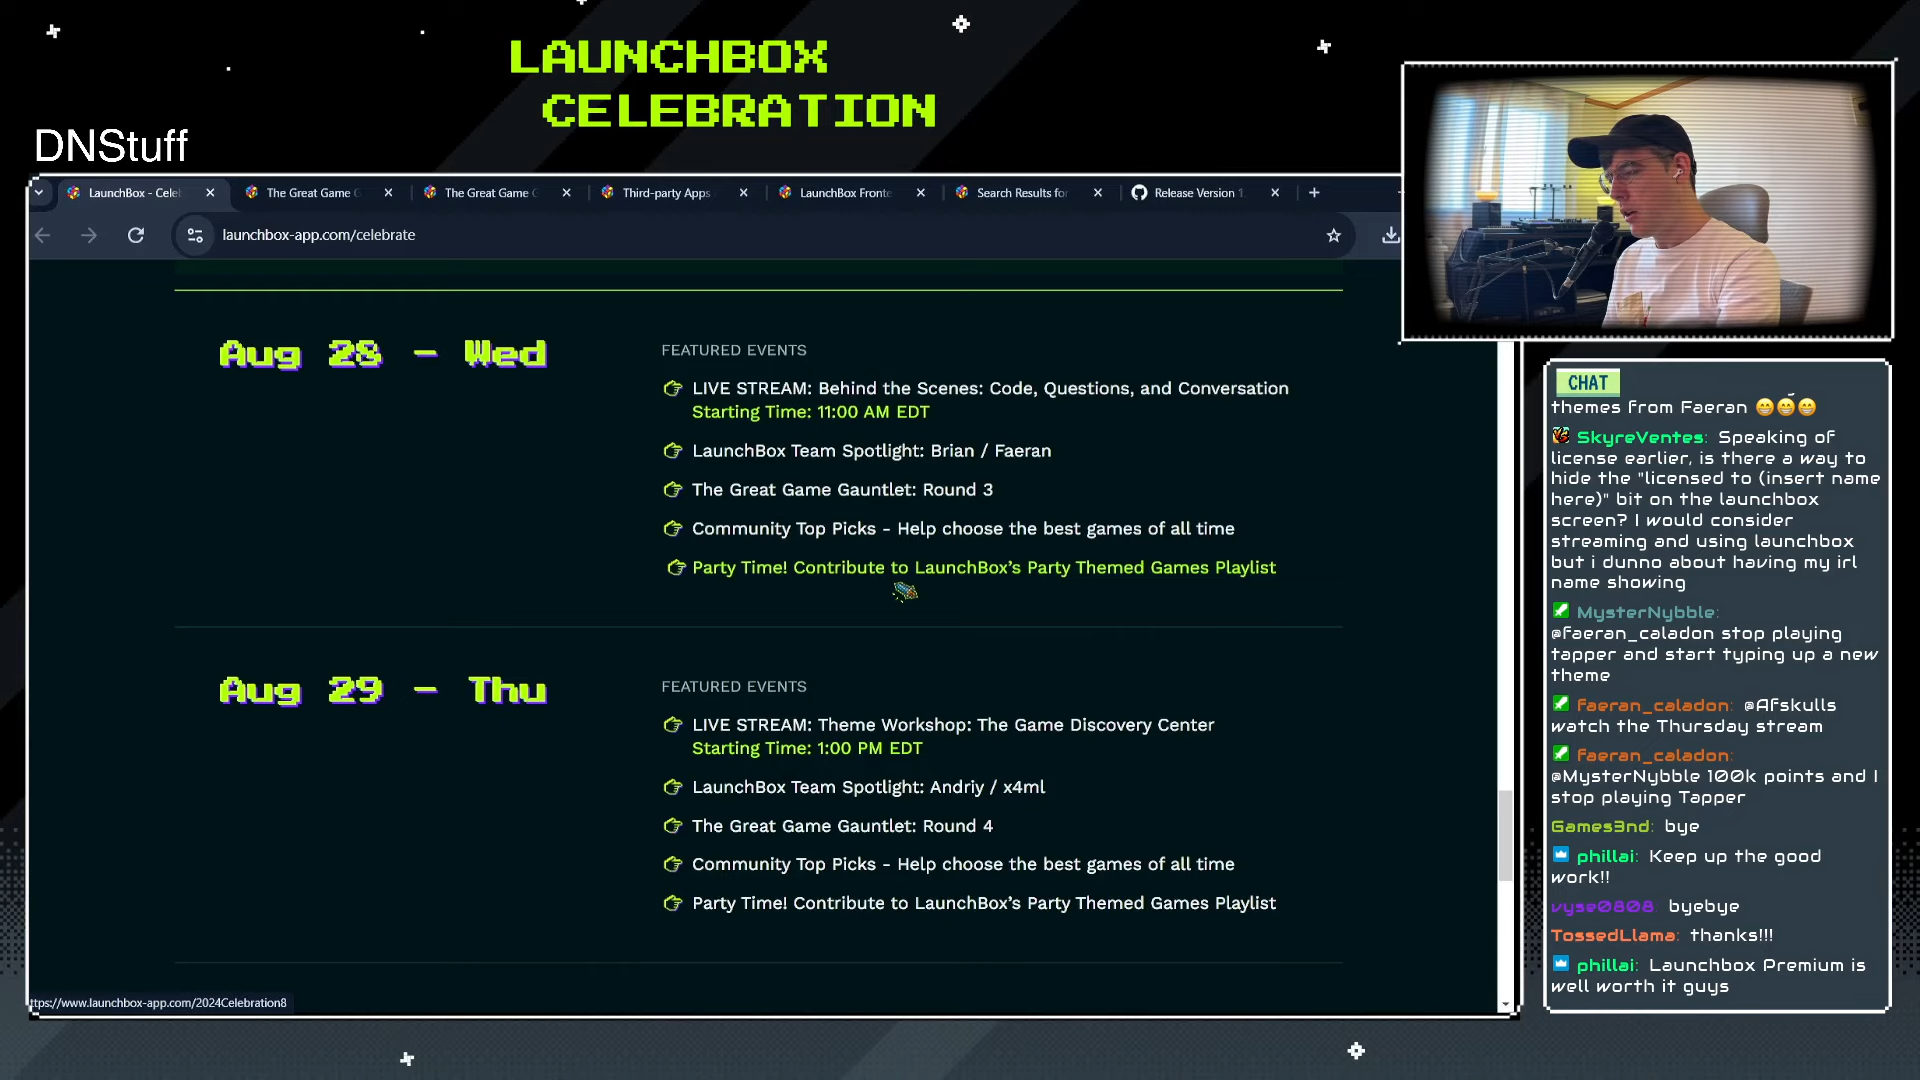 LAUNCHBOX
CELEBRATION
DNStuff
LaunchBox - Celeb
The Great Game G
The Great Game G
Third-party Apps
LaunchBox Fronte
Search Results for
Release Version 1
launchbox-app.com/celebrate
Aug 28 - Wed
FEATURED EVENTS
LIVE STREAM: Behind the Scenes: Code, Questions, and Conversation
Starting Time: 11:00 AM EDT
LaunchBox Team Spotlight: Brian / Faeran
The Great Game Gauntlet: Round 3
Community Top Picks - Help choose the best games of all time
Party Time! Contribute to LaunchBox’s Party Themed Games Playlist
Aug 29 - Thu
FEATURED EVENTS
LIVE STREAM: Theme Workshop: The Game Discovery Center
Starting Time: 1:00 PM EDT
LaunchBox Team Spotlight: Andriy / x4ml
The Great Game Gauntlet: Round 4
Community Top Picks - Help choose the best games of all time
Party Time! Contribute to LaunchBox’s Party Themed Games Playlist
ttps://www.launchbox-app.com/2024Celebration8
CHAT
themes from Faeran 😁😁😁
SkyreVentes: Speaking of
license earlier, is there a way to
hide the "licensed to (insert name
here)" bit on the launchbox
screen? I would consider
streaming and using launchbox
but i dunno about having my irl
name showing
MysterNybble:
@faeran_caladon stop playing
tapper and start typing up a new
theme
faeran_caladon: @Afskulls
watch the Thursday stream
faeran_caladon:
@MysterNybble 100k points and I
stop playing Tapper
Games3nd: bye
phillai: Keep up the good
work!!
vyse0808: byebye
TossedLlama: thanks!!!
phillai: Launchbox Premium is
well worth it guys